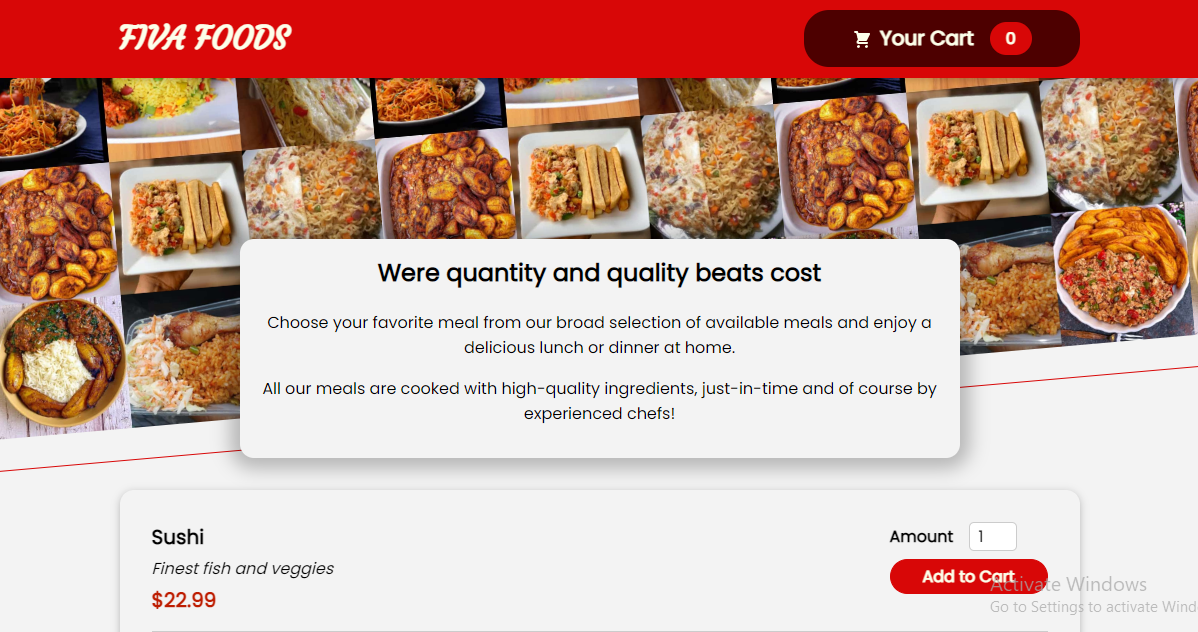 FIVA FOODS
Your Cart 0
Were quantity and quality beats cost
Choose your favorite meal from our broad selection of available meals and enjoy a
delicious lunch or dinner at home.
All our meals are cooked with high-quality ingredients, just-in-time and of course by
experienced chefs!
Sushi
Finest fish and veggies
$22.99
Amount 1
Add to Cart
Activate Windows
Go to Settings to activate Wind